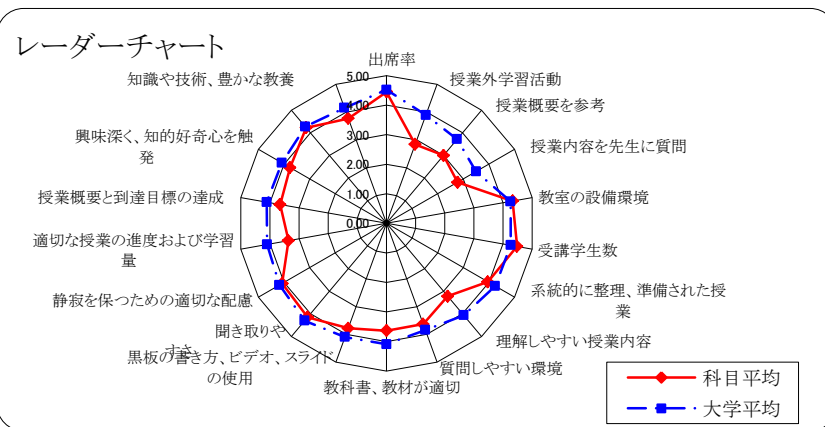 レーダーチャート
出席率
授業外学習活動
授業概要を参考
授業内容を先生に質問
教室の設備環境
受講学生数
系統的に整理、準備された授
業
理解しやすい授業内容
質問しやすい環境
教科書、教材が適切
黒板の書き方、ビデオ、スライド
の使用
聞き取りや
すさ
静寂を保つための適切な配慮
適切な授業の進度および学習
量
授業概要と到達目標の達成
興味深く、知的好奇心を触
発
知識や技術、豊かな教養
5.00
4.00
3.00
2.00
1.00
0.00
科目平均
大学平均